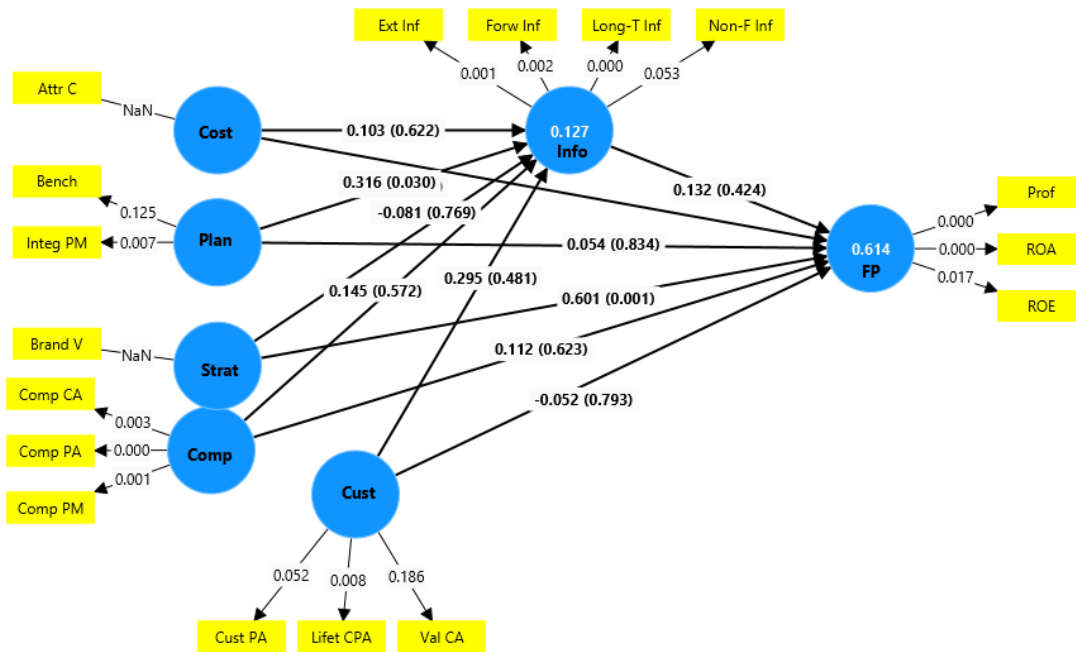 Ext Inf
Forw Inf
Long-T Inf
Non-F Inf
0.001
0.002
0.000
0.053
Attr C
NaN
Cost
0.103 (0.622)
0.127
Info
Bench
0.125
Integ PM
0.007
Plan
0.316 (0.030)
-0.081 (0.769)
0.132 (0.424)
0.054 (0.834)
0.614
FP
Prof
0.000
ROA
0.000
ROE
0.017
0.295 (0.481)
0.145 (0.572)
0.601 (0.001)
Brand V
NaN
Strat
0.112 (0.623)
Comp CA
0.003
Comp PA
0.000
Comp PM
0.001
Comp
-0.052 (0.793)
Cust
0.052
0.008
0.186
Cust PA
Lifet CPA
Val CA